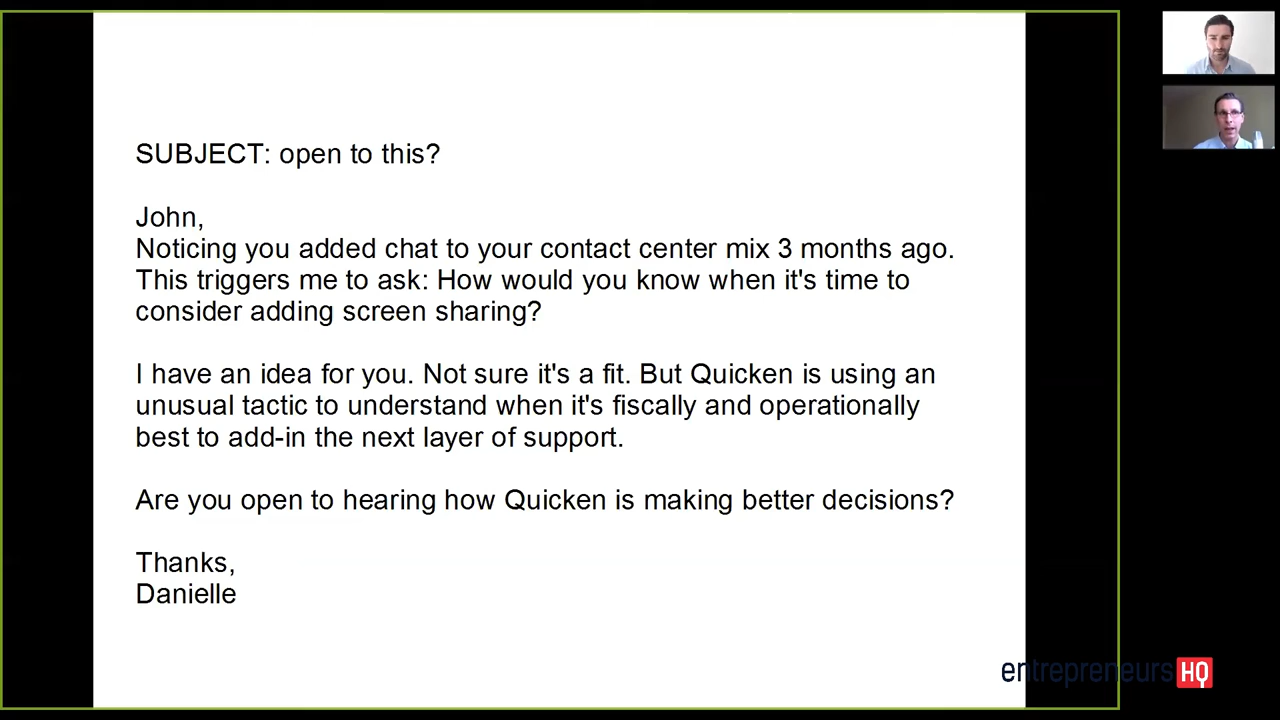 SUBJECT: open to this?
John,
Noticing you added chat to your contact center mix 3 months ago.
This triggers me to ask: How would you know when it's time to
consider adding screen sharing?
I have an idea for you. Not sure it's a fit. But Quicken is using an
unusual tactic to understand when it's fiscally and operationally
best to add-in the next layer of support.
Are you open to hearing how Quicken is making better decisions?
Thanks,
Danielle
entrepreneurs HQ